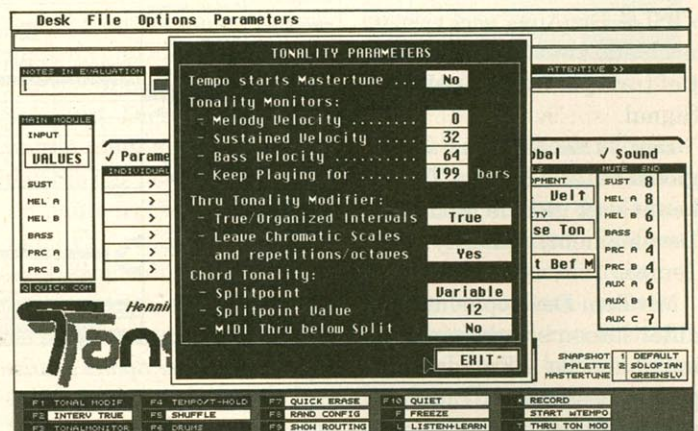 Desk File Options Parameters
TONALITY PARAMETERS
NOTES IN EVALUATION
ATTENTIVE >>
Tempo starts Mastertune ... No
Tonality Monitors:
- Melody Velocity ......... 0
- Sustained Velocity ...... 32
- Bass Velocity ........... 64
- Keep Playing for ....... 199 bars
Thru Tonality Modifier:
- True/Organized Intervals True
- Leave Chromatic Scales
and repetitions/octaves Yes
Chord Tonality:
- Splitpoint Variable
- Splitpoint Value 12
- MIDI Thru below Split No
EXIT
MAIN MODULE
INPUT
VALUES
SUST
MEL A
MEL B
BASS
PRC A
PRC B
QUICK COM
√ Parame
INDIVIDUAL
>
>
>
>
>
>
obal
Vel↑
se Ton
t Bef M
√ Sound
MUTE SND
SUST 8
MEL A 8
MEL B 6
BASS 6
PRC A 4
PRC B 4
AUX A 6
AUX B 1
AUX C 7
Hennin
SNAPSHOT 1 DEFAULT
PALETTE 2 SOLOPIAN
MASTERTUNE GREENSLV
F1 TONAL MODIF F4 TEMPO/T-HOLD F7 QUICK ERASE F10 QUIET * RECORD
F2 INTERV TRUE F5 SHUFFLE F8 RAND CONFIG F FREEZE START WTEMPO
F3 TONALMONITOR F6 DRUMS F9 SHOW ROUTING L LISTEN+LEARN T THRU TON MOD